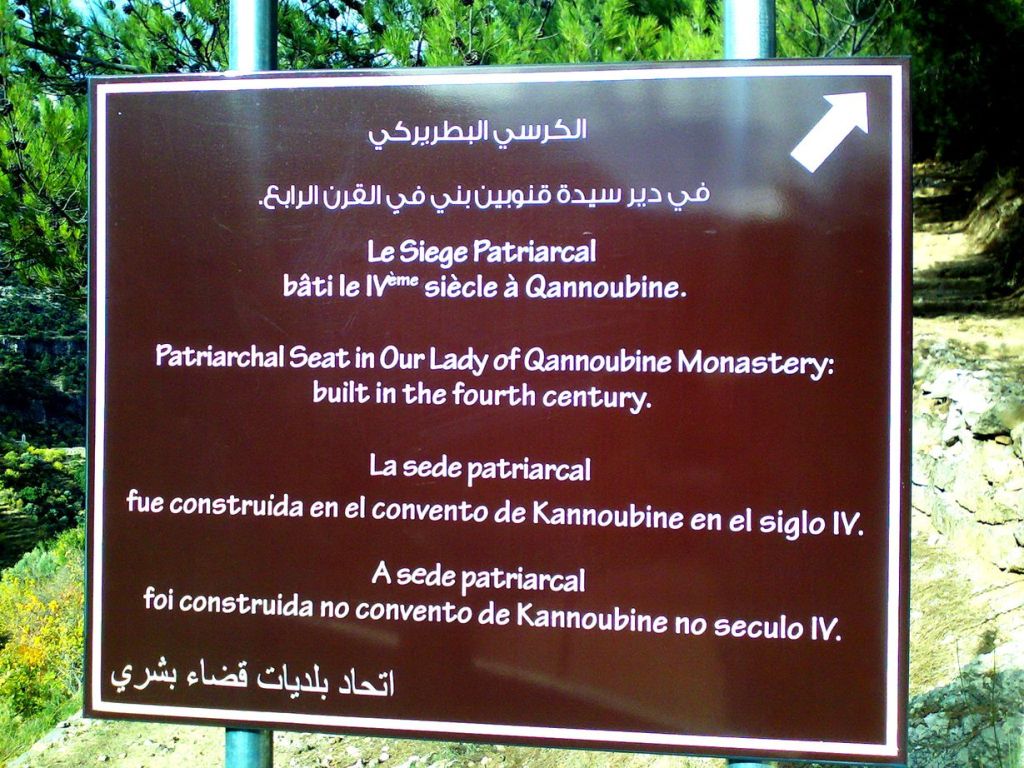 الكرسي البطريركي
في دير سيدة قنوبين بني في القرن الرابع.
Le Siege Patriarcal
bâti le IVème siècle à Qannoubine.
Patriarchal Seat in Our Lady of Qannoubine Monastery:
built in the fourth century.
La sede patriarcal
fue construida en el convento de Kannoubine en el siglo IV.
A sede patriarcal
foi construida no convento de Kannoubine no seculo IV.
اتحاد بلديات قضاء بشري